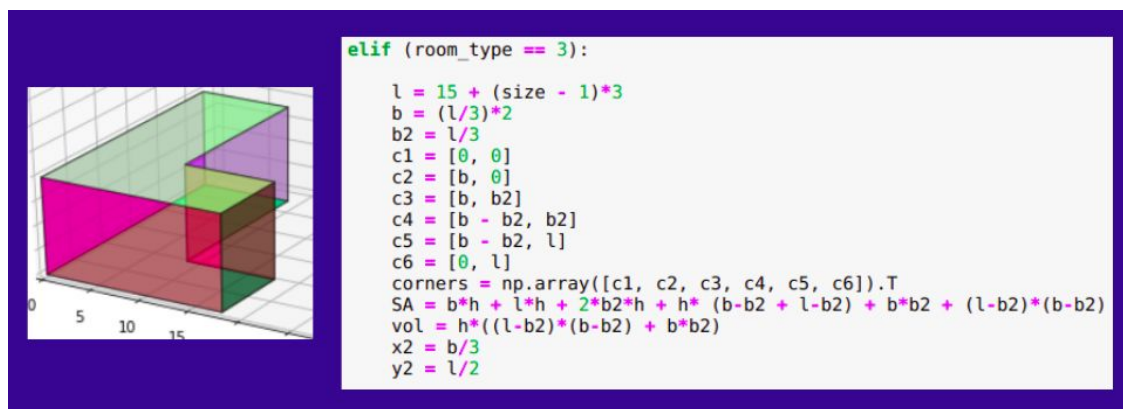 0
5
10
15
elif (room_type == 3):
l = 15 + (size - 1)*3
b = (l/3)*2
b2 = l/3
c1 = [0, 0]
c2 = [b, 0]
c3 = [b, b2]
c4 = [b - b2, b2]
c5 = [b - b2, l]
c6 = [0, l]
corners = np.array([c1, c2, c3, c4, c5, c6]).T
SA = b*h + l*h + 2*b2*h + h* (b-b2 + l-b2) + b*b2 + (l-b2)*(b-b2)
vol = h*((l-b2)*(b-b2) + b*b2)
x2 = b/3
y2 = l/2